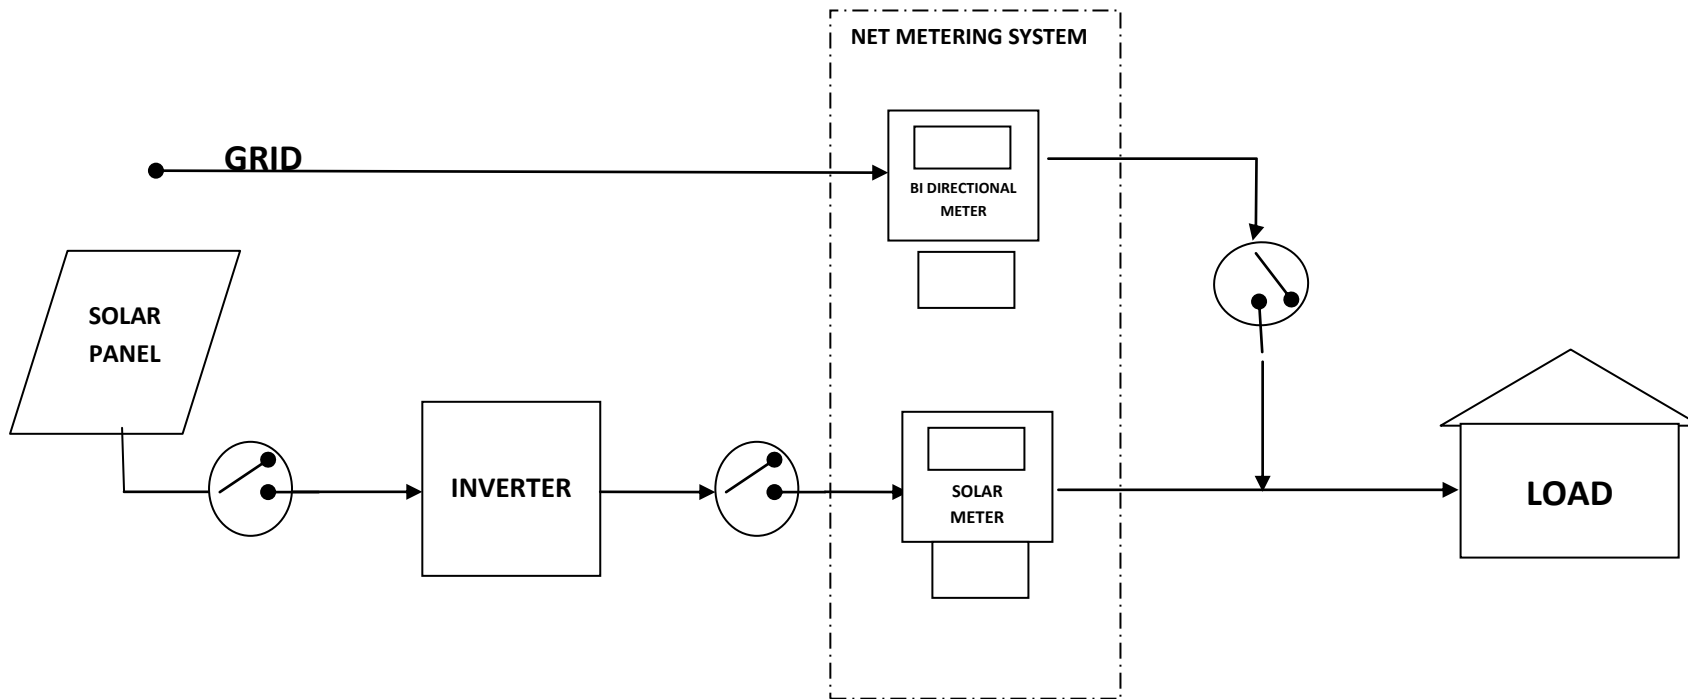 NET METERING SYSTEM
GRID
BI DIRECTIONAL
METER
SOLAR
PANEL
INVERTER
SOLAR
METER
LOAD